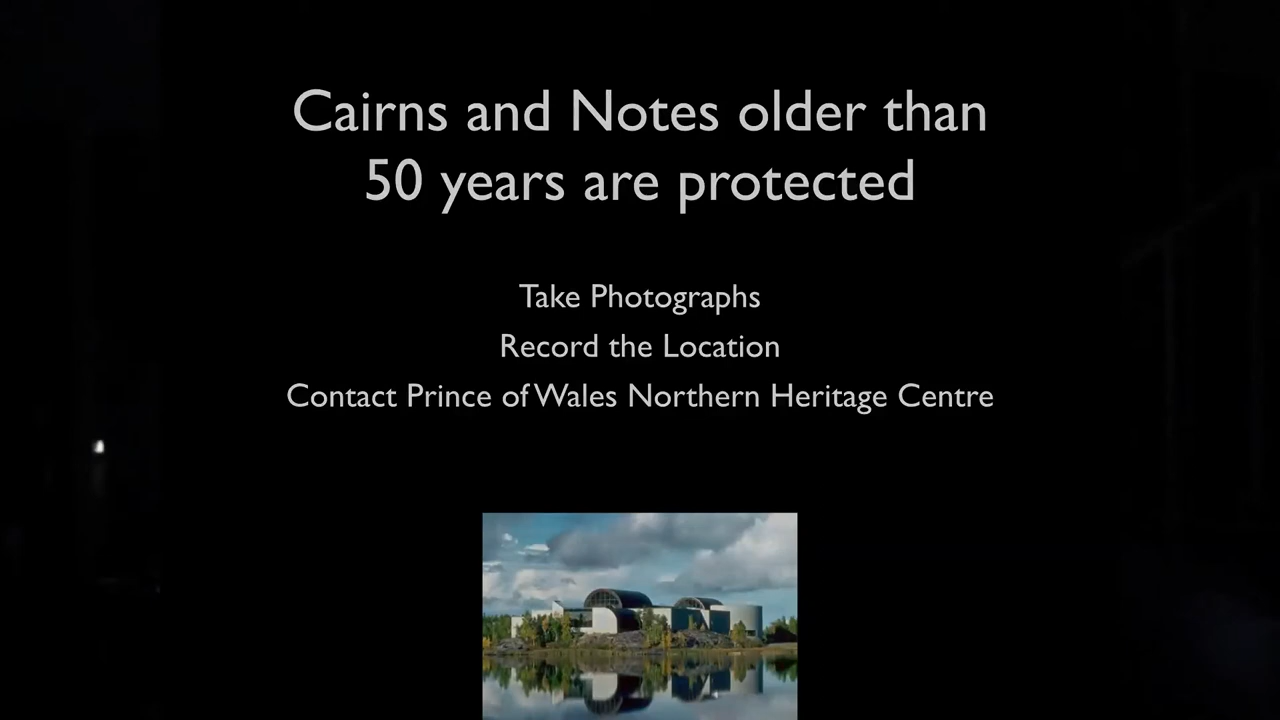 Cairns and Notes older than
50 years are protected
Take Photographs
Record the Location
Contact Prince of Wales Northern Heritage Centre